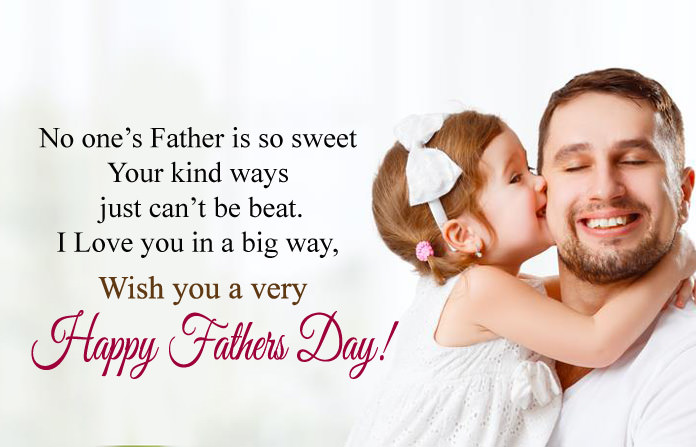 No one’s Father is so sweet
Your kind ways
just can’t be beat.
I Love you in a big way,
Wish you a very
Happy Fathers Day!